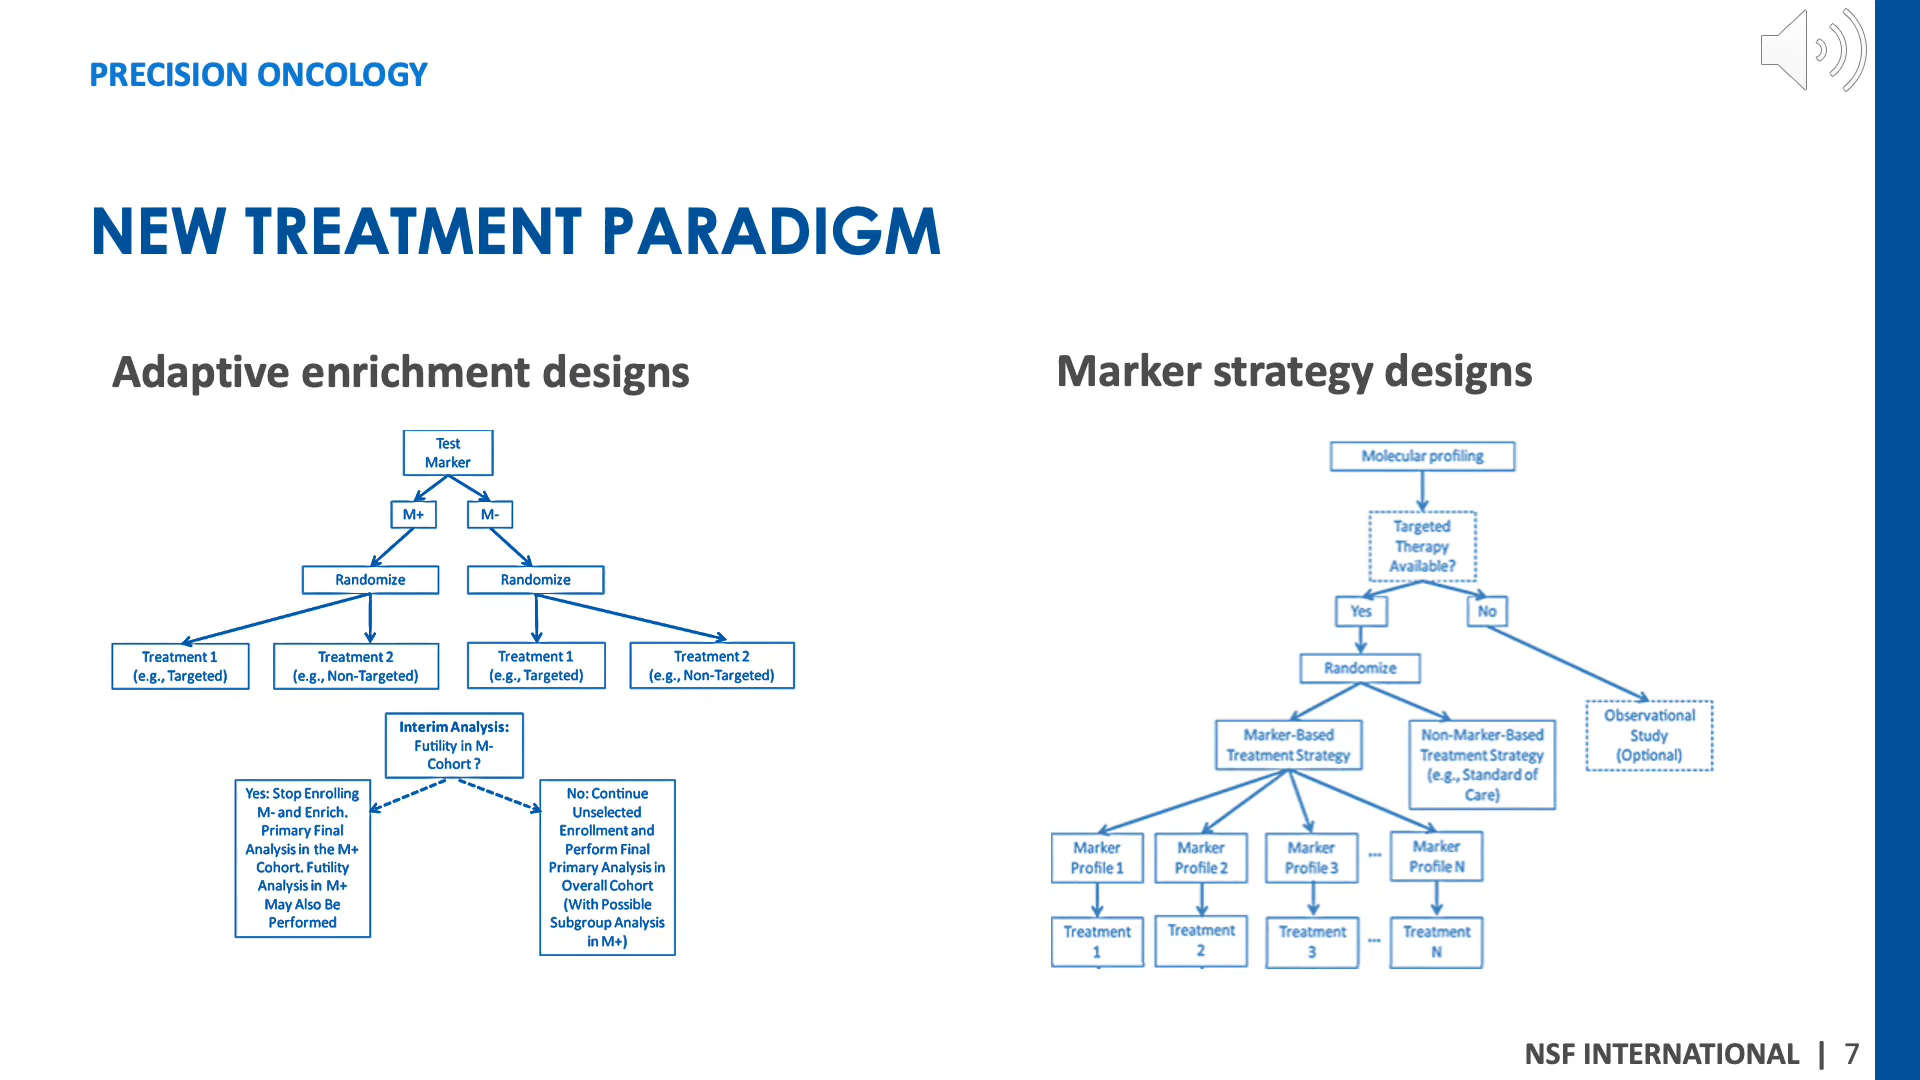 PRECISION ONCOLOGY
NEW TREATMENT PARADIGM
Adaptive enrichment designs
Test
Marker
M+
M-
Randomize
Randomize
Treatment 1
(e.g., Targeted)
Treatment 2
(e.g., Non-Targeted)
Treatment 1
(e.g., Targeted)
Treatment 2
(e.g., Non-Targeted)
Interim Analysis:
Futility in M-
Cohort ?
Yes: Stop Enrolling
M- and Enrich.
Primary Final
Analysis in the M+
Cohort. Futility
Analysis in M+
May Also Be
Performed
No: Continue
Unselected
Enrollment and
Perform Final
Primary Analysis in
Overall Cohort
(With Possible
Subgroup Analysis
in M+)
Marker strategy designs
Molecular profiling
Targeted
Therapy
Available?
Yes
No
Randomize
Marker-Based
Treatment Strategy
Non-Marker-Based
Treatment Strategy
(e.g., Standard of
Care)
Observational
Study
(Optional)
Marker
Profile 1
Marker
Profile 2
Marker
Profile 3
...
Marker
Profile N
Treatment
1
Treatment
2
Treatment
3
...
Treatment
N
NSF INTERNATIONAL | 7